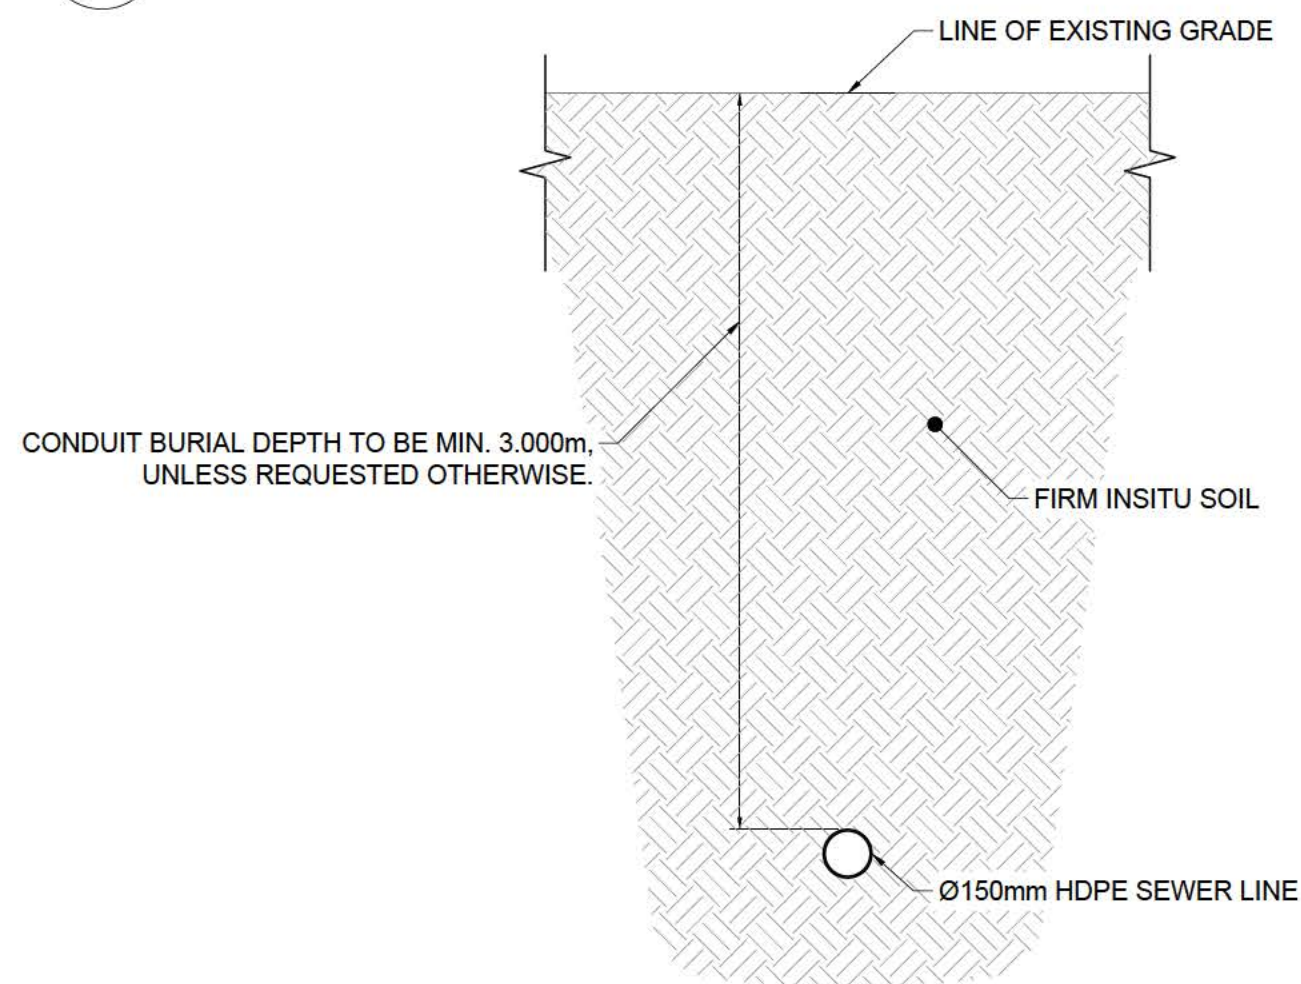 LINE OF EXISTING GRADE
CONDUIT BURIAL DEPTH TO BE MIN. 3.000m,
UNLESS REQUESTED OTHERWISE.
FIRM INSITU SOIL
Ø150mm HDPE SEWER LINE